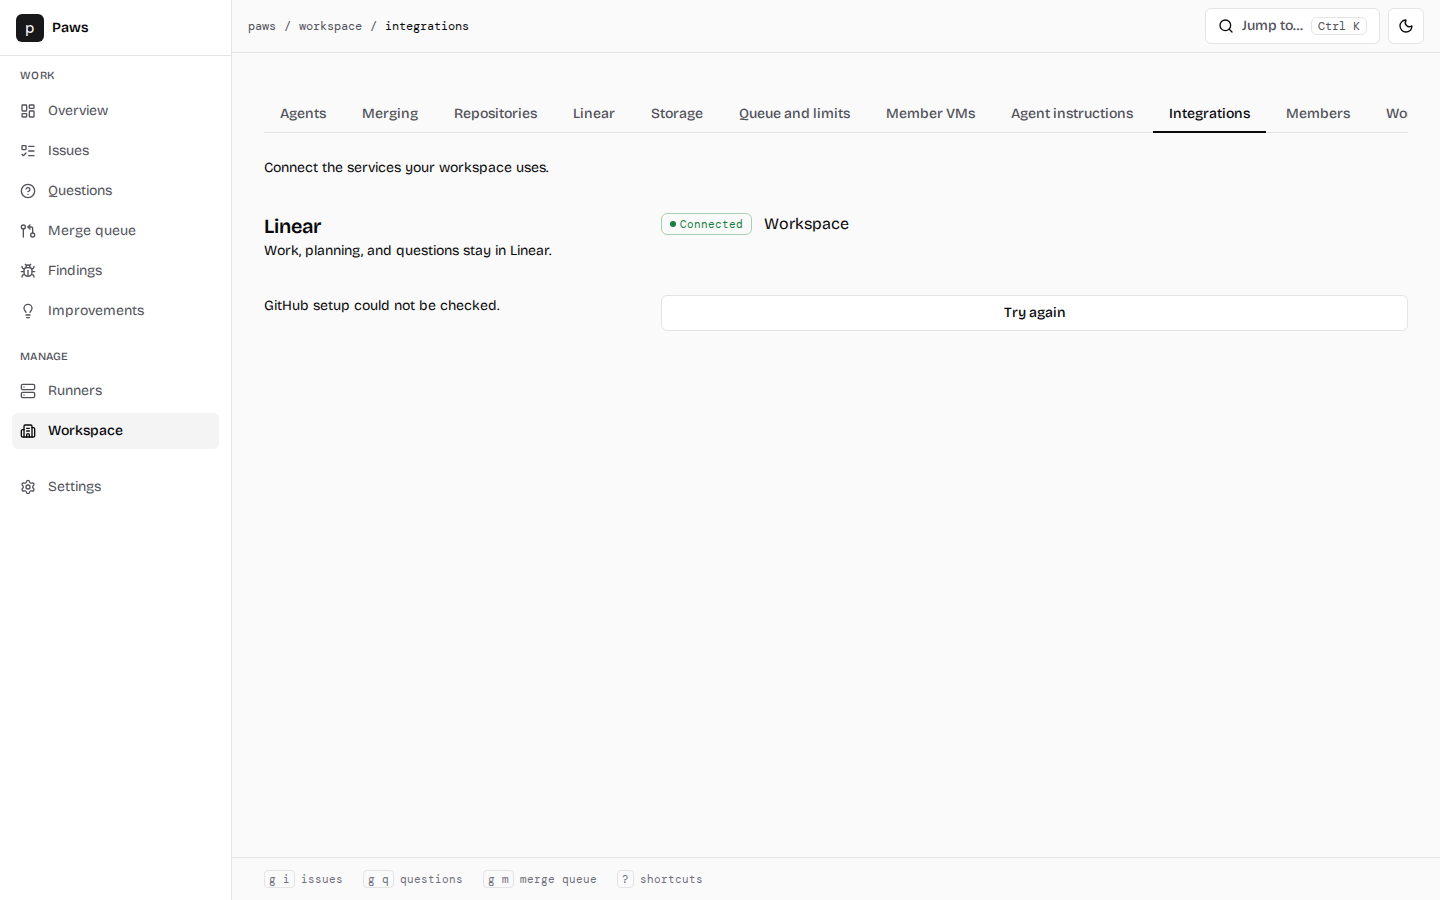 p Paws
paws / workspace / integrations
Jump to... Ctrl K
WORK
Overview
Issues
Questions
Merge queue
Findings
Improvements
MANAGE
Runners
Workspace
Settings
Agents Merging Repositories Linear Storage Queue and limits Member VMs Agent instructions Integrations Members Wo
Connect the services your workspace uses.
Linear
Work, planning, and questions stay in Linear.
Connected Workspace
GitHub setup could not be checked.
Try again
g i issues g q questions g m merge queue ? shortcuts